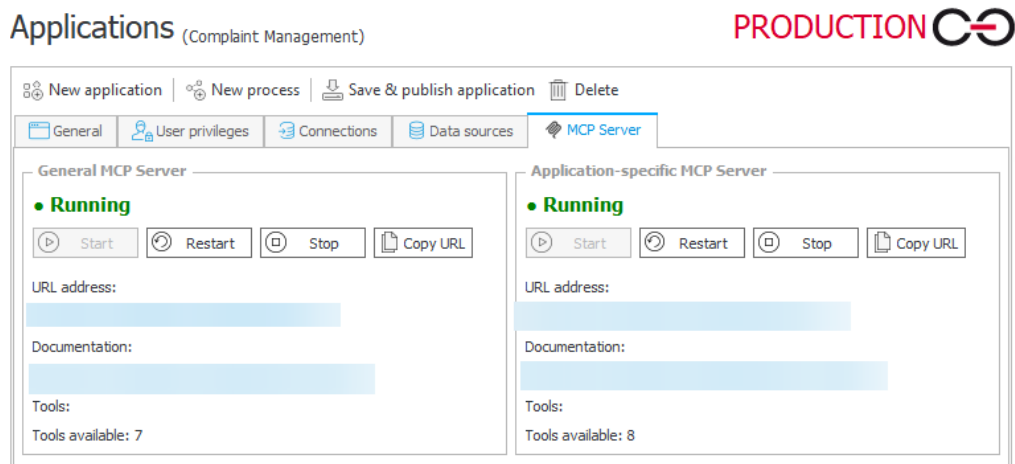 Applications (Complaint Management)
PRODUCTION
New application
New process
Save & publish application
Delete
General
User privileges
Connections
Data sources
MCP Server
General MCP Server
• Running
Start
Restart
Stop
Copy URL
URL address:
Documentation:
Tools:
Tools available: 7
Application-specific MCP Server
• Running
Start
Restart
Stop
Copy URL
URL address:
Documentation:
Tools:
Tools available: 8